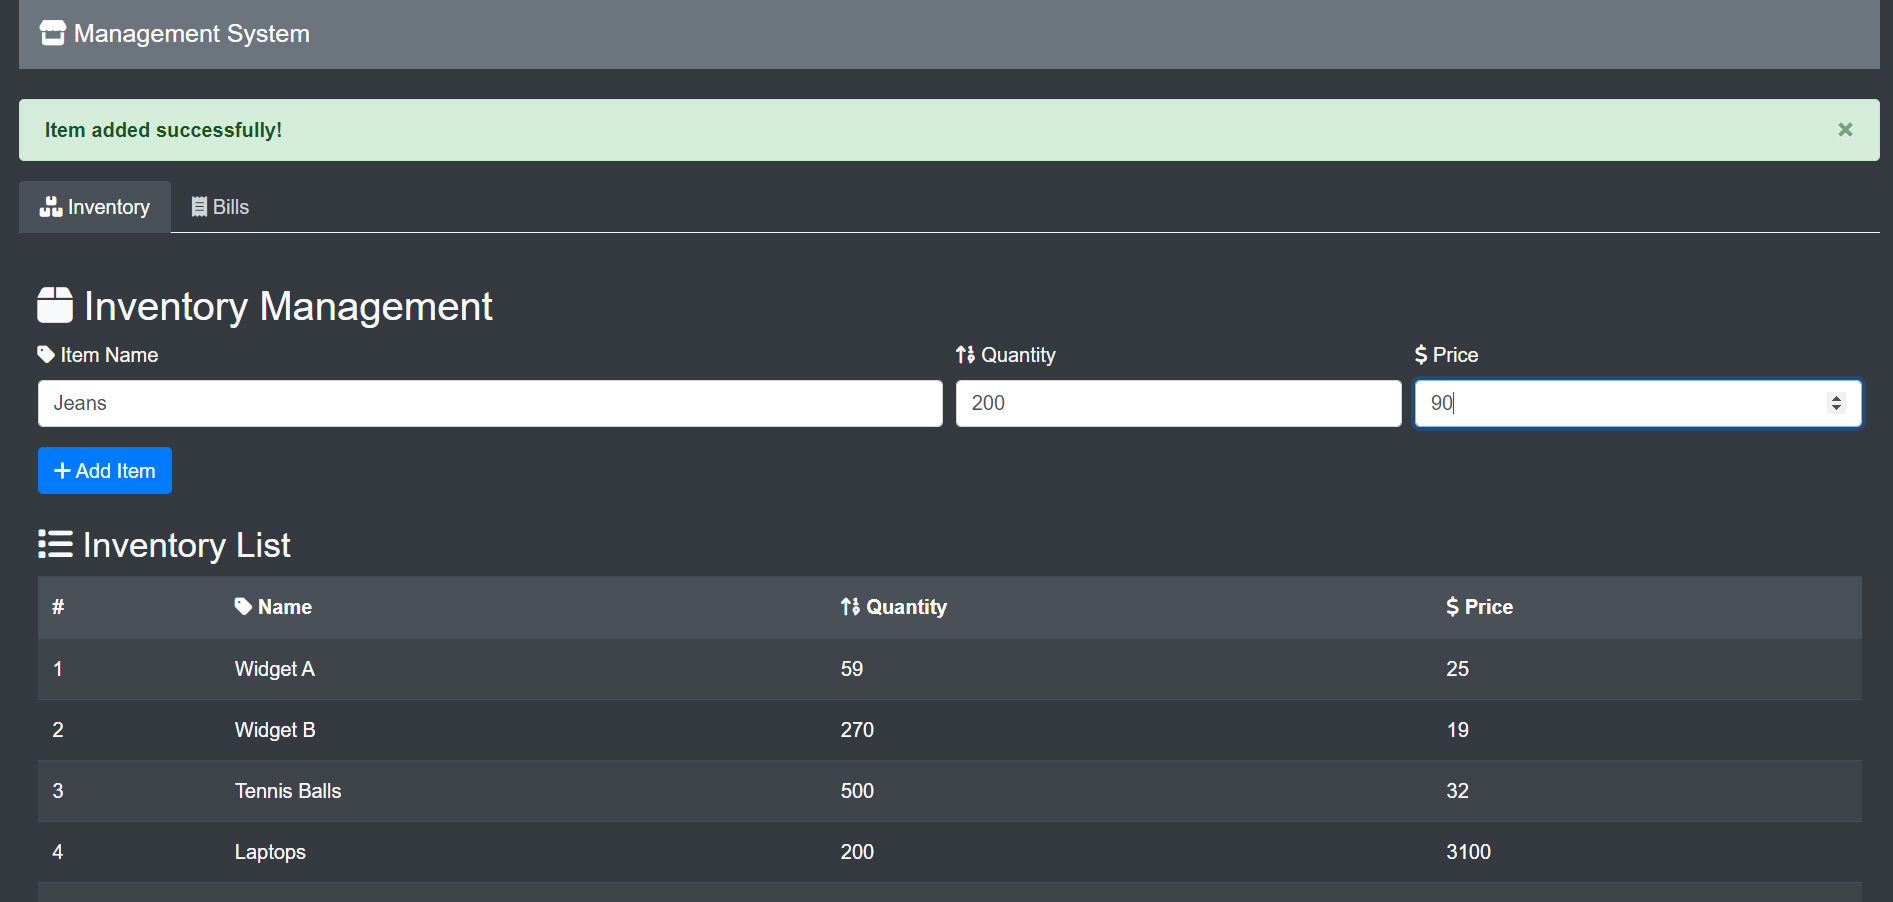 Management System
Item added successfully! ×
Inventory Bills
Inventory Management
Item Name Quantity $ Price
Jeans 200 90
+ Add Item
Inventory List
# Name Quantity $ Price
1 Widget A 59 25
2 Widget B 270 19
3 Tennis Balls 500 32
4 Laptops 200 3100